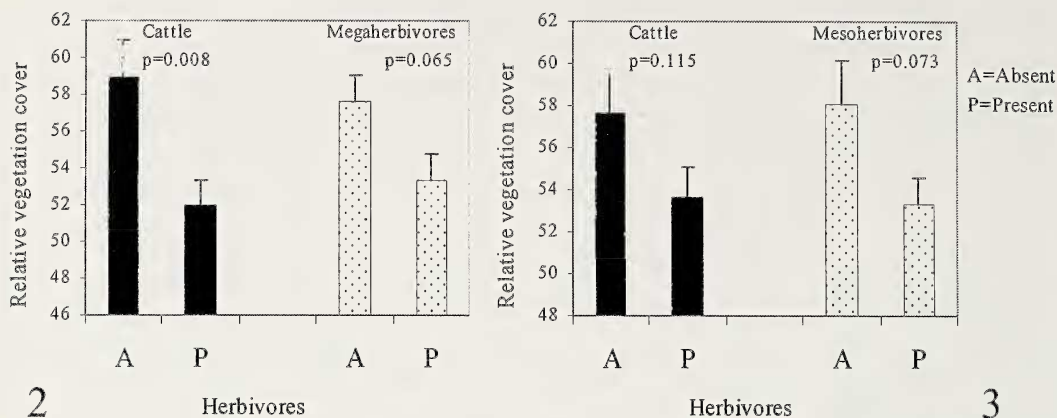 Relative vegetation cover
62
60
58
56
54
52
50
48
46
Cattle
p=0.008
Megaherbivores
p=0.065
A P A P
Herbivores
2
Relative vegetation cover
62
60
58
56
54
52
50
48
Cattle
p=0.115
Mesoherbivores
p=0.073
A P A P
Herbivores
3
A=Absent
P=Present